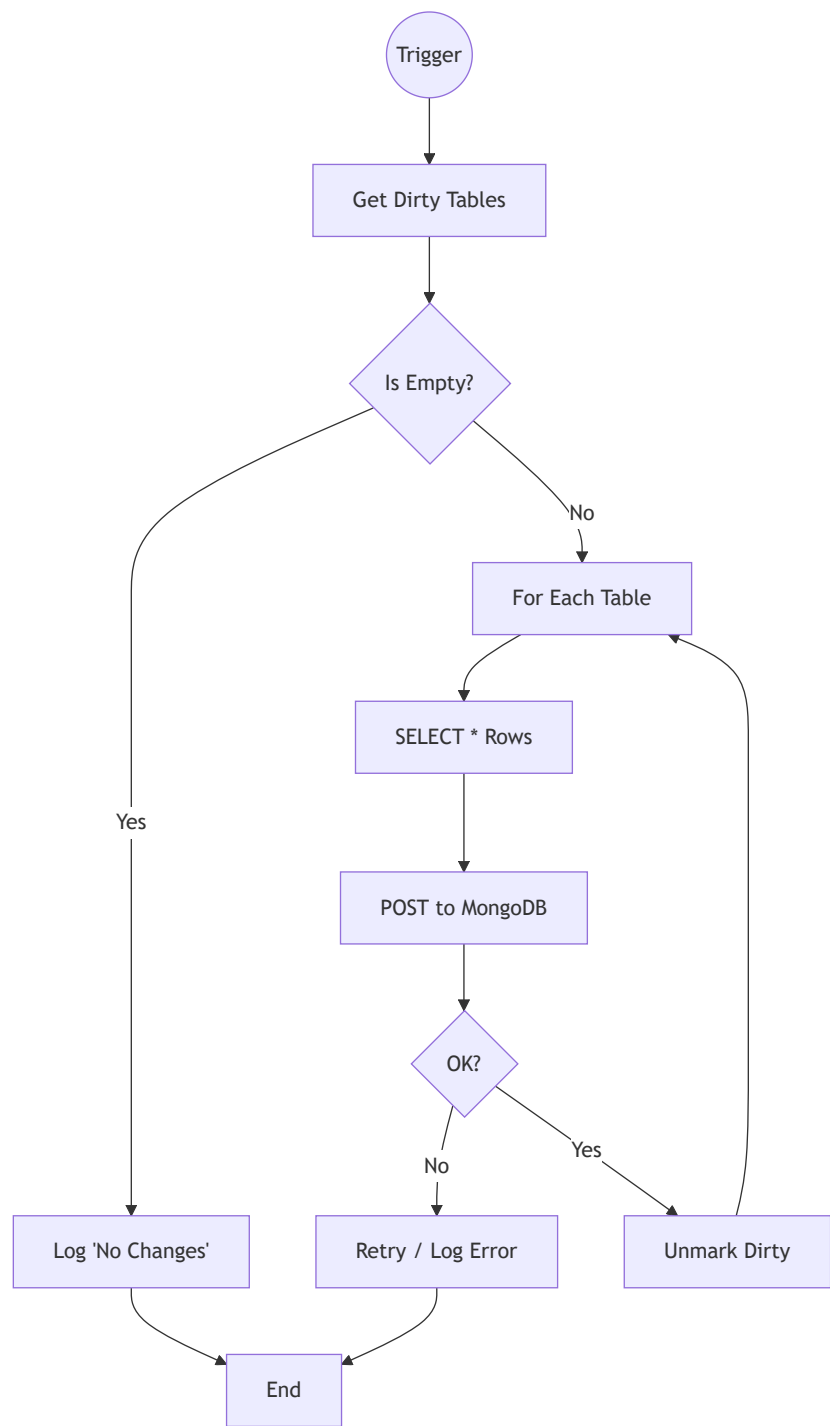 Trigger
Get Dirty Tables
Is Empty?
No
For Each Table
SELECT * Rows
Yes
POST to MongoDB
OK?
No
Yes
Log 'No Changes'
Retry / Log Error
Unmark Dirty
End